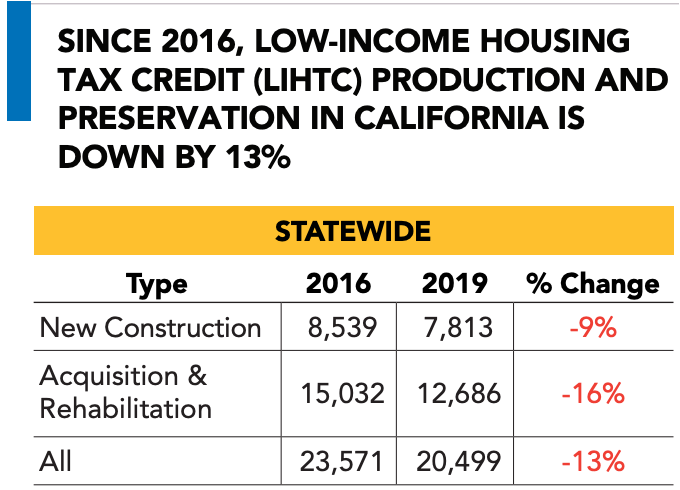 SINCE 2016, LOW-INCOME HOUSING
TAX CREDIT (LIHTC) PRODUCTION AND
PRESERVATION IN CALIFORNIA IS
DOWN BY 13%
STATEWIDE
Type 2016 2019 % Change
New Construction 8,539 7,813 -9%
Acquisition &
Rehabilitation 15,032 12,686 -16%
All 23,571 20,499 -13%